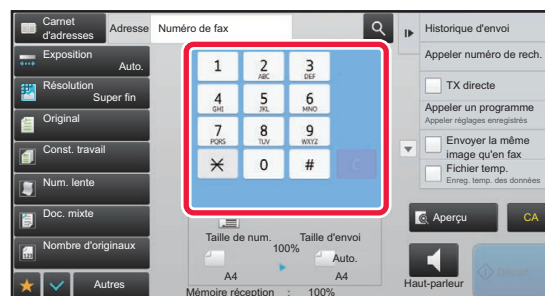 Carnet
d'adresses
Adresse
Numéro de fax
Historique d'envoi
Exposition
Auto.
Appeler numéro de rech.
Résolution
Super fin
TX directe
Original
Appeler un programme
Appeler réglages enregistrés
Const. travail
Envoyer la même
image qu'en fax
Fichier temp.
Enreg. temp. des données
Num. lente
Doc. mixte
Nombre d'originaux
Autres
1
2
ABC
3
DEF
4
GHI
5
JKL
6
MNO
7
PQRS
8
TUV
9
WXYZ
0
#
C
Taille de num.
Taille d'envoi
100%
Auto.
A4
A4
Mémoire réception : 100%
Aperçu
CA
Haut-parleur
Départ